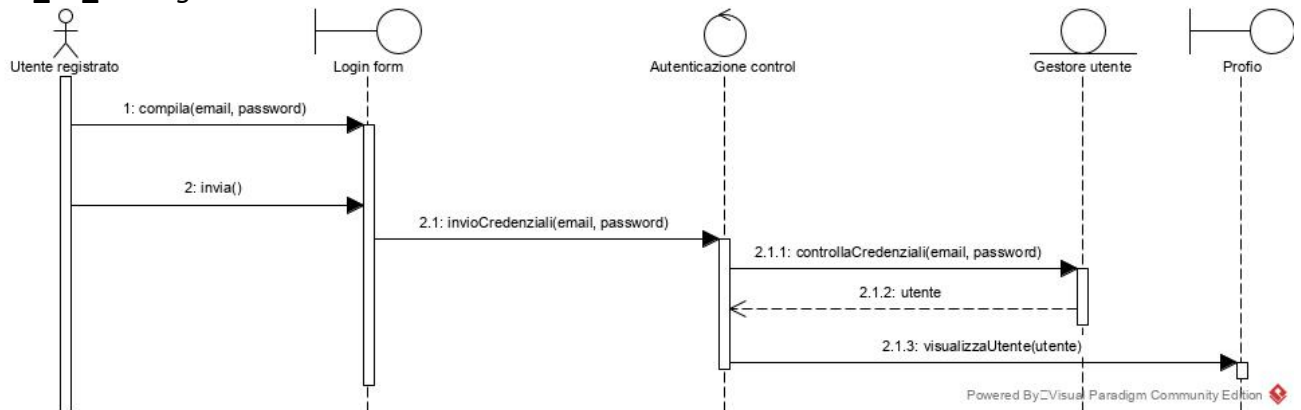 Utente registrato
Login form
Autenticazione control
Gestore utente
Profio
1: compila(email, password)
2: invia()
2.1: invioCredenziali(email, password)
2.1.1: controllaCredenziali(email, password)
2.1.2: utente
2.1.3: visualizzaUtente(utente)
Powered By Visual Paradigm Community Edition